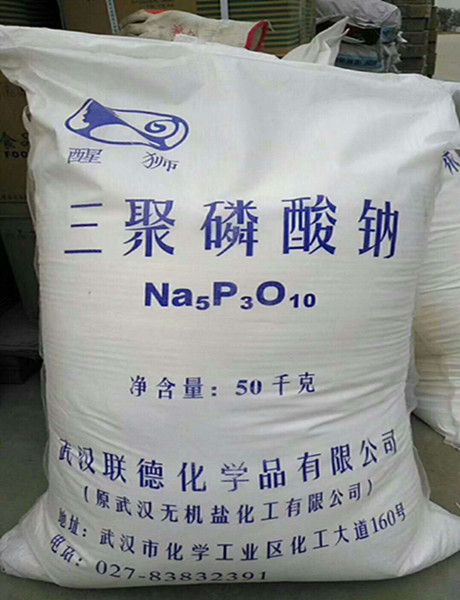 醒狮
三聚磷酸钠
Na₅P₃O₁₀
净含量：50千克
武汉联德化学品有限公司
（原武汉无机盐化工有限公司）
地址：武汉市化学工业区化工大道160号
电话：027-83832391